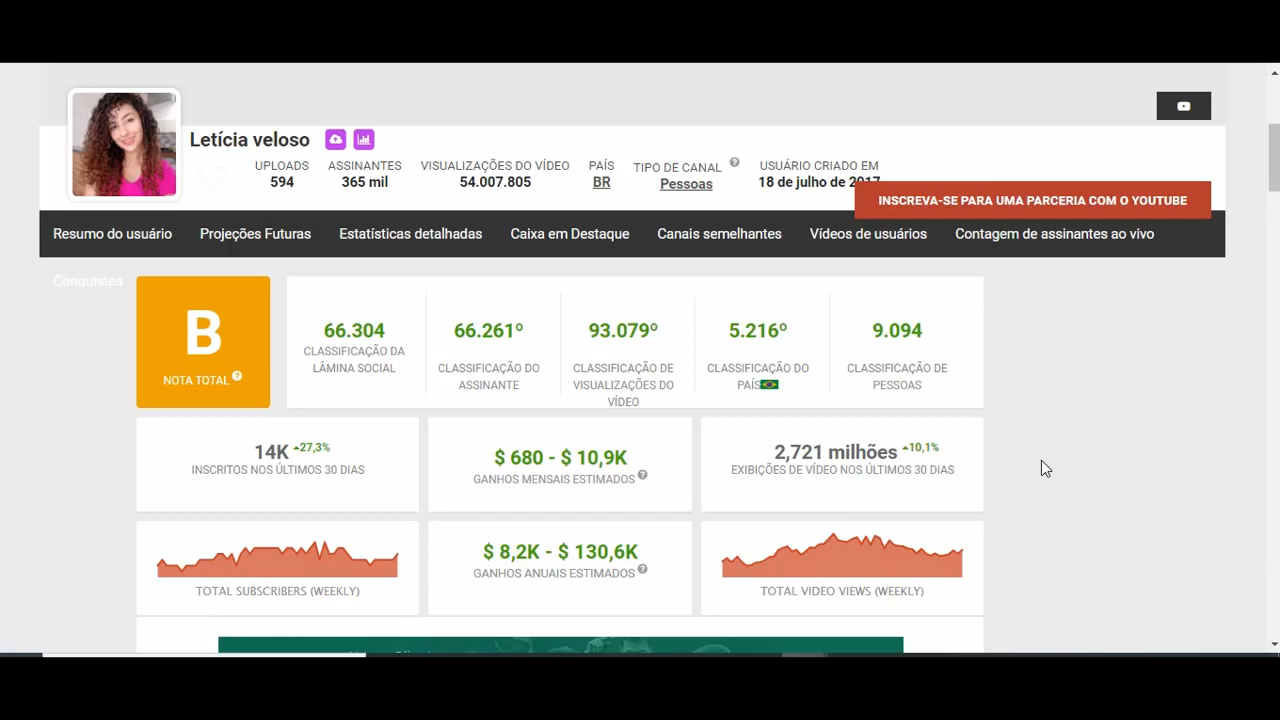 Letícia veloso
UPLOADS
594
ASSINANTES
365 mil
VISUALIZAÇÕES DO VÍDEO
54.007.805
PAÍS
BR
TIPO DE CANAL ?
Pessoas
USUÁRIO CRIADO EM
18 de julho de 2017
INSCREVA-SE PARA UMA PARCERIA COM O YOUTUBE
Resumo do usuário
Projeções Futuras
Estatísticas detalhadas
Caixa em Destaque
Canais semelhantes
Vídeos de usuários
Contagem de assinantes ao vivo
Conquistas
B
NOTA TOTAL ?
66.304
CLASSIFICAÇÃO DA
LÂMINA SOCIAL
66.261º
CLASSIFICAÇÃO DO
ASSINANTE
93.079º
CLASSIFICAÇÃO DE
VISUALIZAÇÕES DO
VÍDEO
5.216º
CLASSIFICAÇÃO DO
PAÍS
9.094
CLASSIFICAÇÃO DE
PESSOAS
14K 27,3%
INSCRITOS NOS ÚLTIMOS 30 DIAS
$ 680 - $ 10,9K
GANHOS MENSAIS ESTIMADOS ?
2,721 milhões 10,1%
EXIBIÇÕES DE VÍDEO NOS ÚLTIMOS 30 DIAS
TOTAL SUBSCRIBERS (WEEKLY)
$ 8,2K - $ 130,6K
GANHOS ANUAIS ESTIMADOS ?
TOTAL VIDEO VIEWS (WEEKLY)